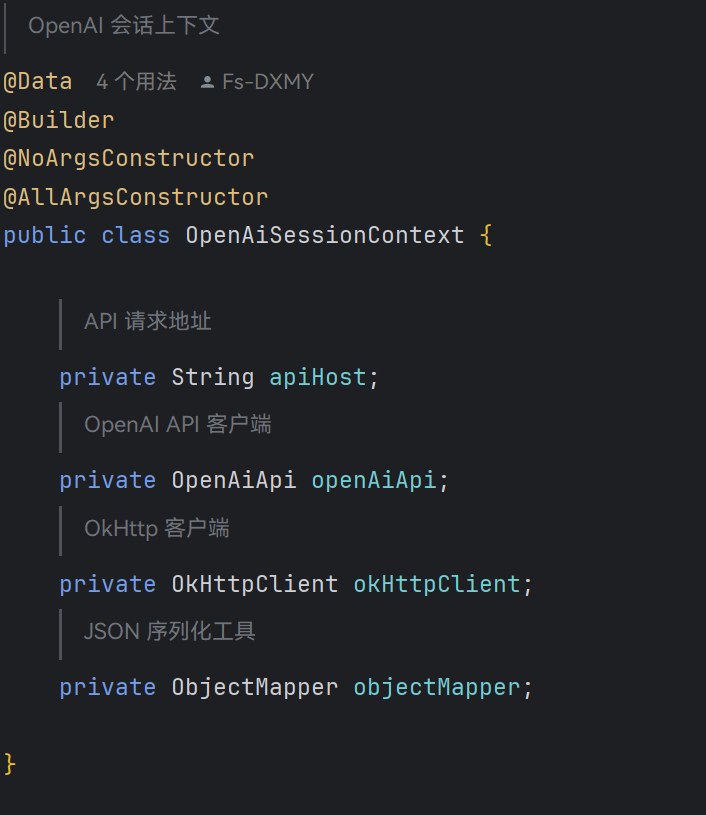 OpenAI 会话上下文
@Data 4 个用法 Fs-DXMY
@Builder
@NoArgsConstructor
@AllArgsConstructor
public class OpenAiSessionContext {
API 请求地址
private String apiHost;
OpenAI API 客户端
private OpenAiApi openAiApi;
OkHttp 客户端
private OkHttpClient okHttpClient;
JSON 序列化工具
private ObjectMapper objectMapper;
}